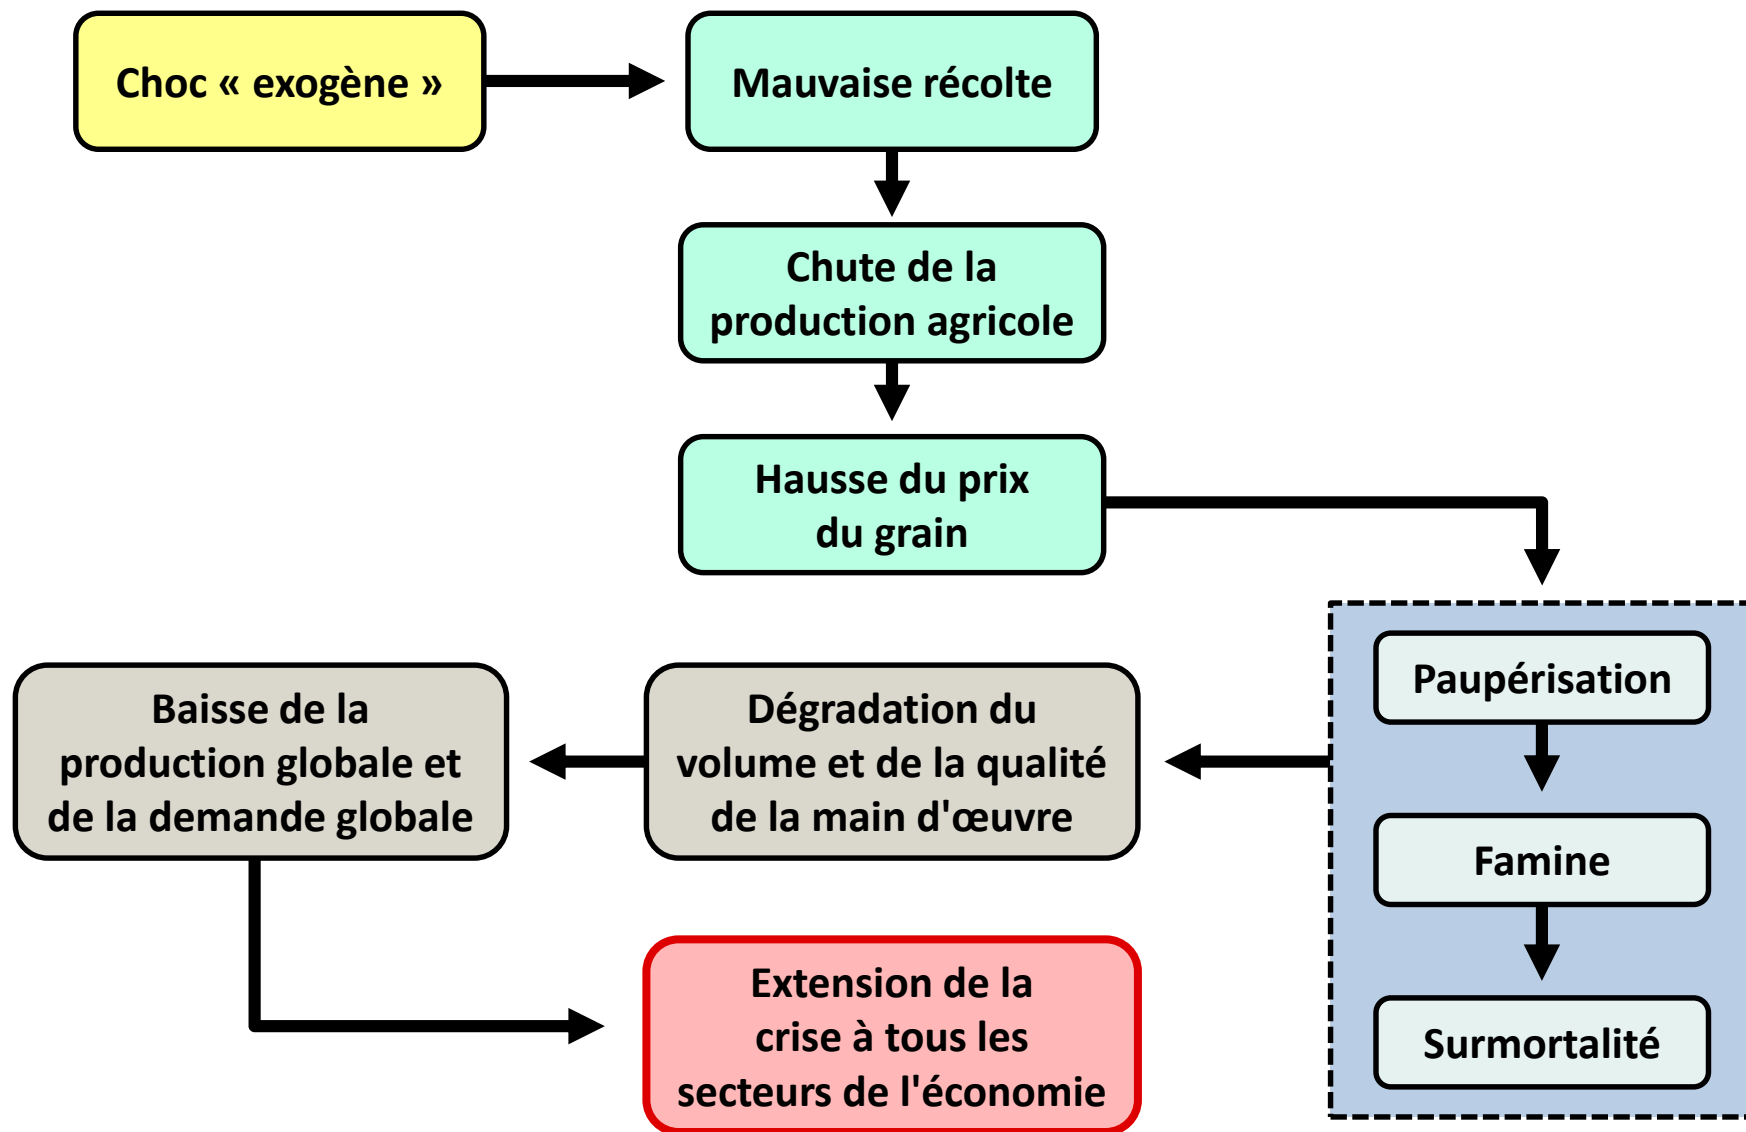 Choc « exogène »
Mauvaise récolte
Chute de la
production agricole
Hausse du prix
du grain
Paupérisation
Famine
Surmortalité
Dégradation du
volume et de la qualité
de la main d'œuvre
Baisse de la
production globale et
de la demande globale
Extension de la
crise à tous les
secteurs de l'économie